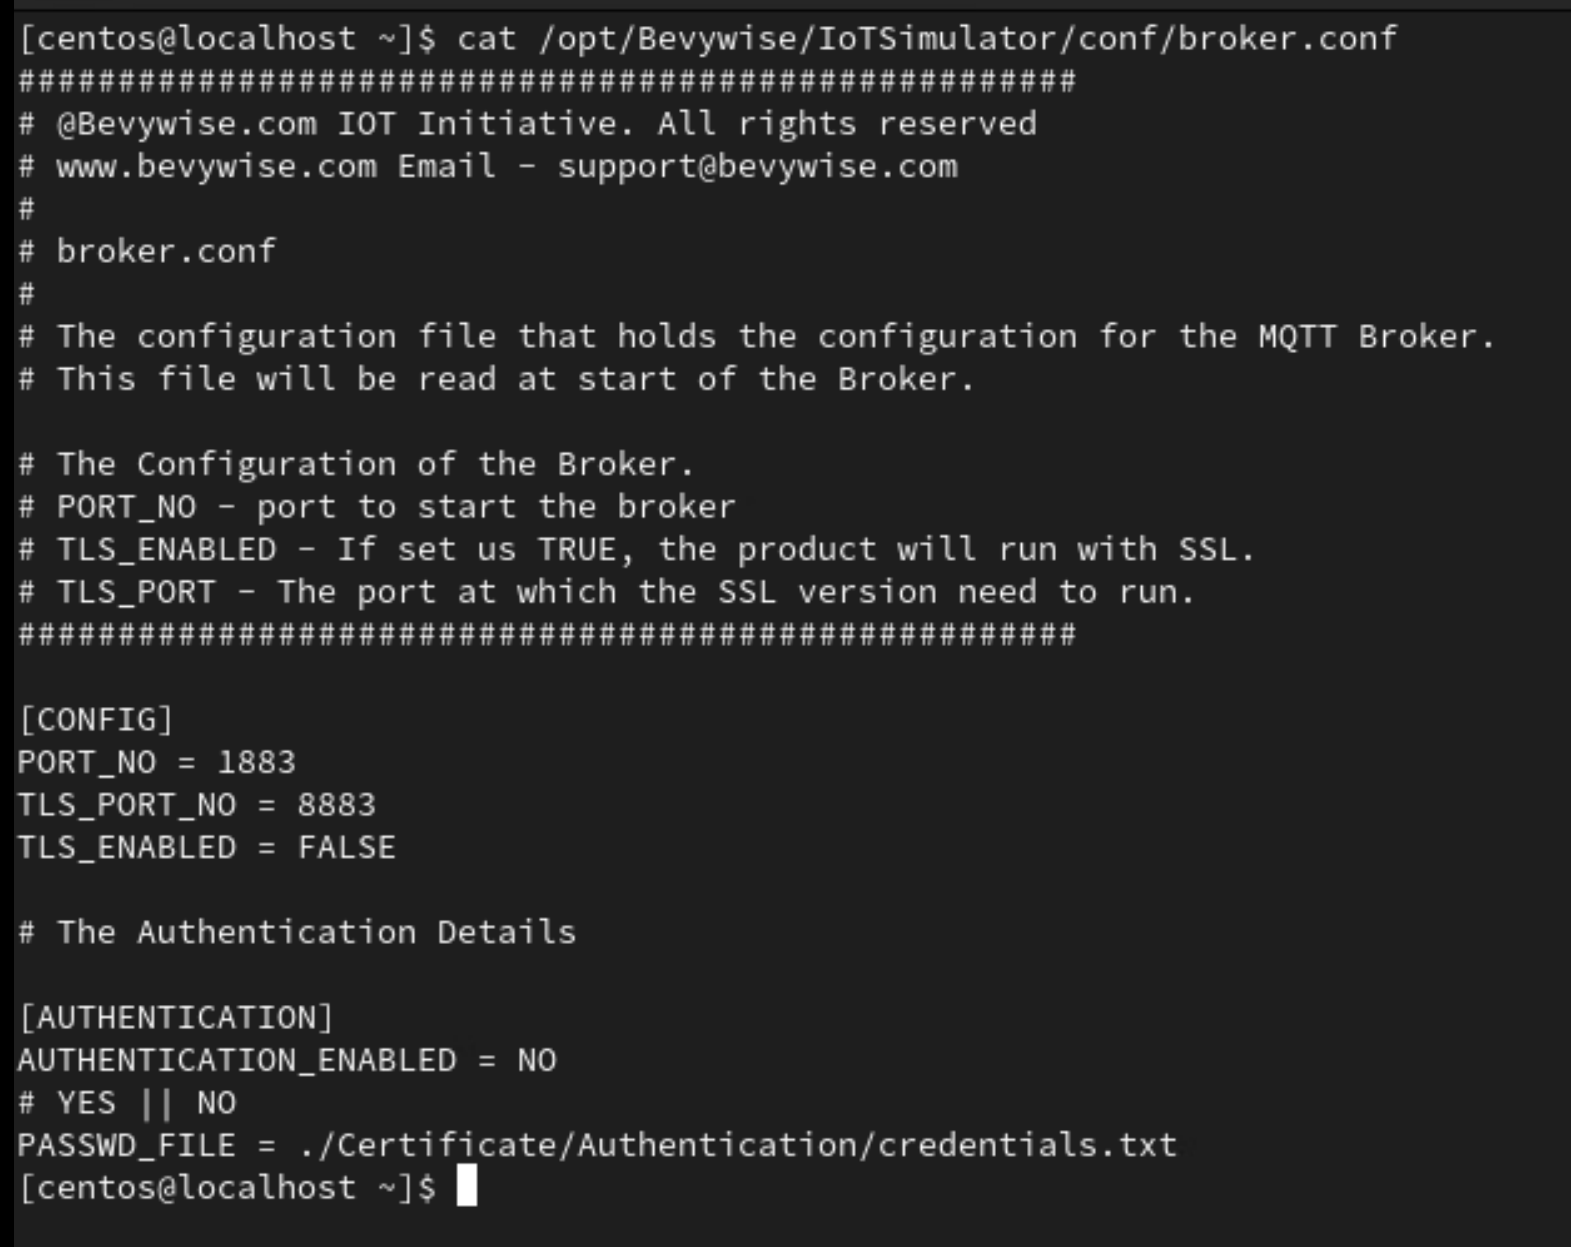 [centos@localhost ~]$ cat /opt/Bevywise/IoTSimulator/conf/broker.conf
#####################################################
# @Bevywise.com IOT Initiative. All rights reserved
# www.bevywise.com Email - support@bevywise.com
#
# broker.conf
#
# The configuration file that holds the configuration for the MQTT Broker.
# This file will be read at start of the Broker.
# The Configuration of the Broker.
# PORT_NO - port to start the broker
# TLS_ENABLED - If set us TRUE, the product will run with SSL.
# TLS_PORT - The port at which the SSL version need to run.
#####################################################
[CONFIG]
PORT_NO = 1883
TLS_PORT_NO = 8883
TLS_ENABLED = FALSE
# The Authentication Details
[AUTHENTICATION]
AUTHENTICATION_ENABLED = NO
# YES || NO
PASSWD_FILE = ./Certificate/Authentication/credentials.txt
[centos@localhost ~]$